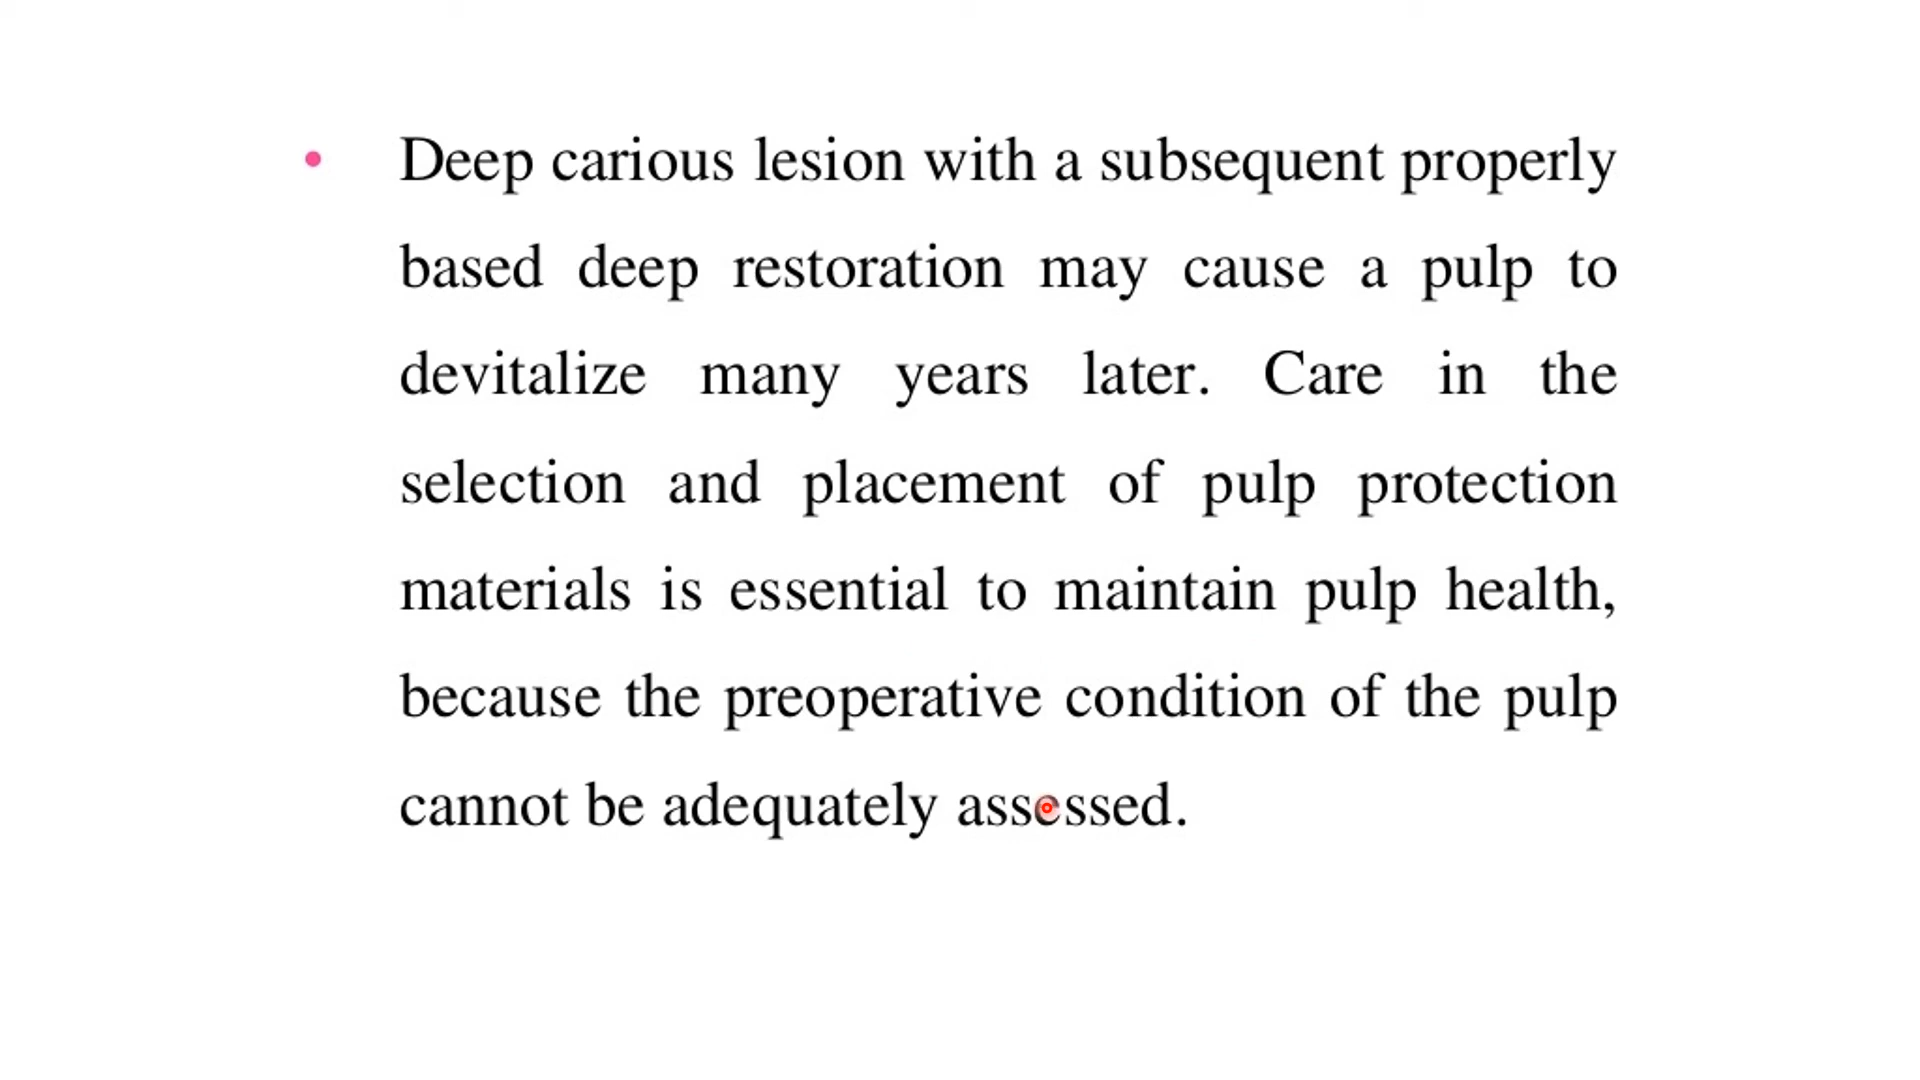 • Deep carious lesion with a subsequent properly
based deep restoration may cause a pulp to
devitalize many years later. Care in the
selection and placement of pulp protection
materials is essential to maintain pulp health,
because the preoperative condition of the pulp
cannot be adequately assessed.